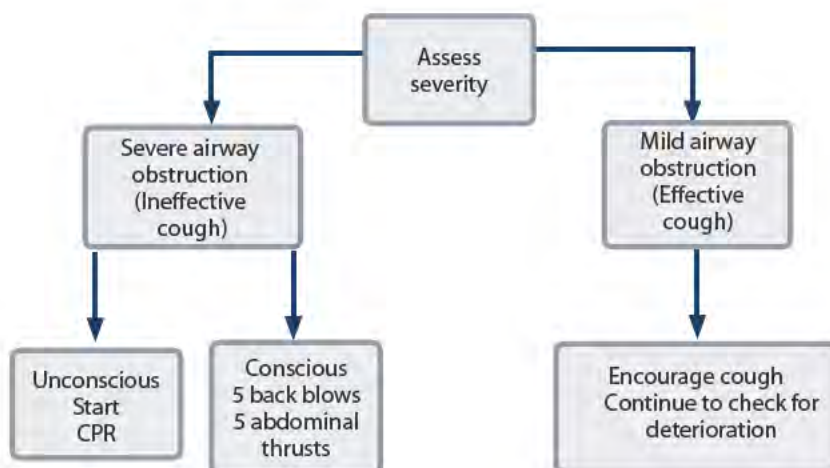 Assess
severity
Severe airway
obstruction
(Ineffective
cough)
Mild airway
obstruction
(Effective
cough)
Unconscious
Start
CPR
Conscious
5 back blows
5 abdominal
thrusts
Encourage cough
Continue to check for
deterioration